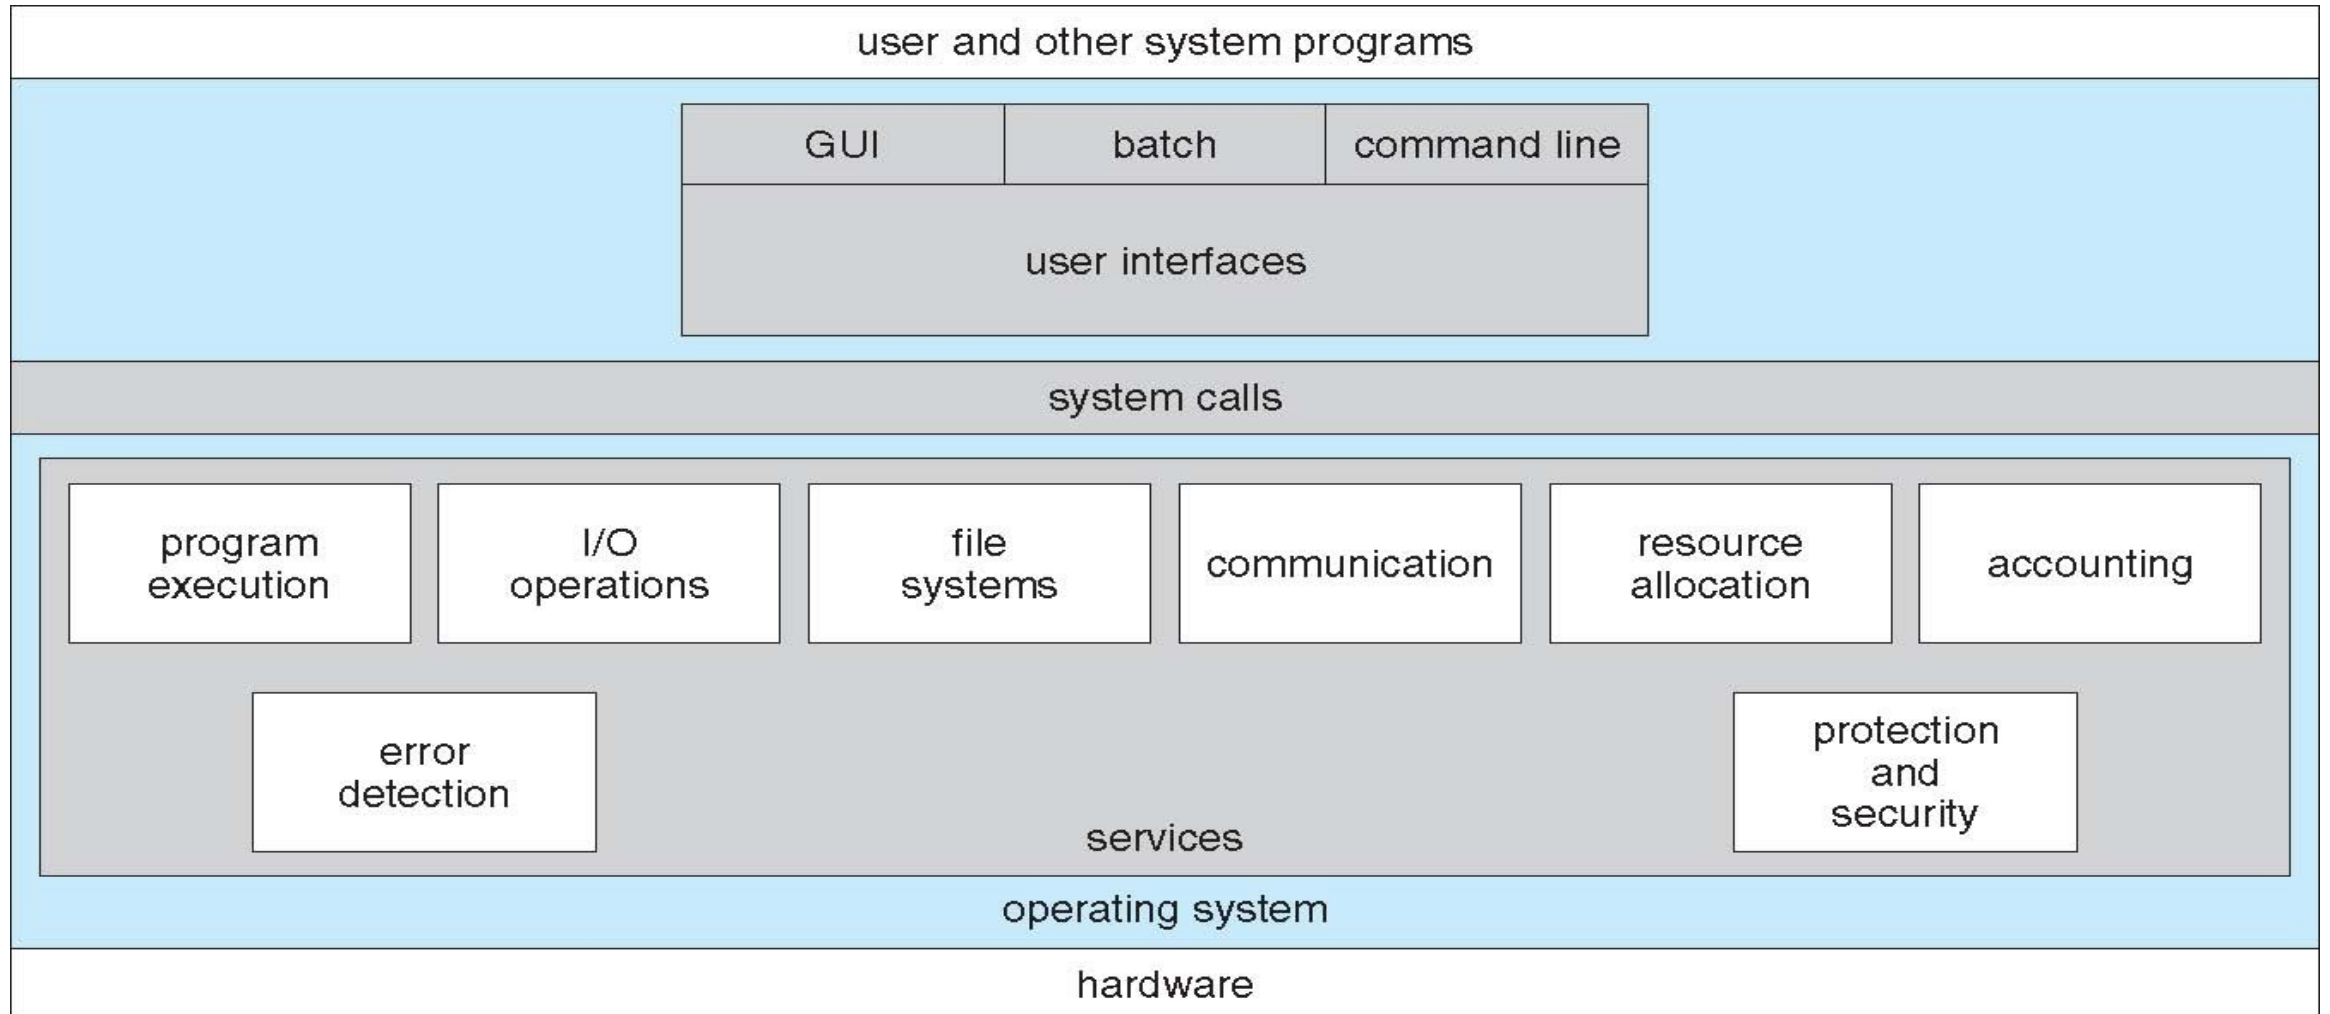 user and other system programs
GUI
batch
command line
user interfaces
system calls
program
execution
I/O
operations
file
systems
communication
resource
allocation
accounting
error
detection
protection
and
security
services
operating system
hardware